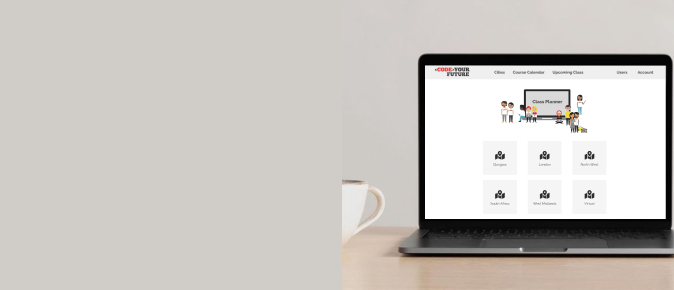 CODE YOUR
FUTURE
Cities Course Calendar Upcoming Class Users Account
Class Planner
Glasgow London North West
South Africa West Midlands Virtual